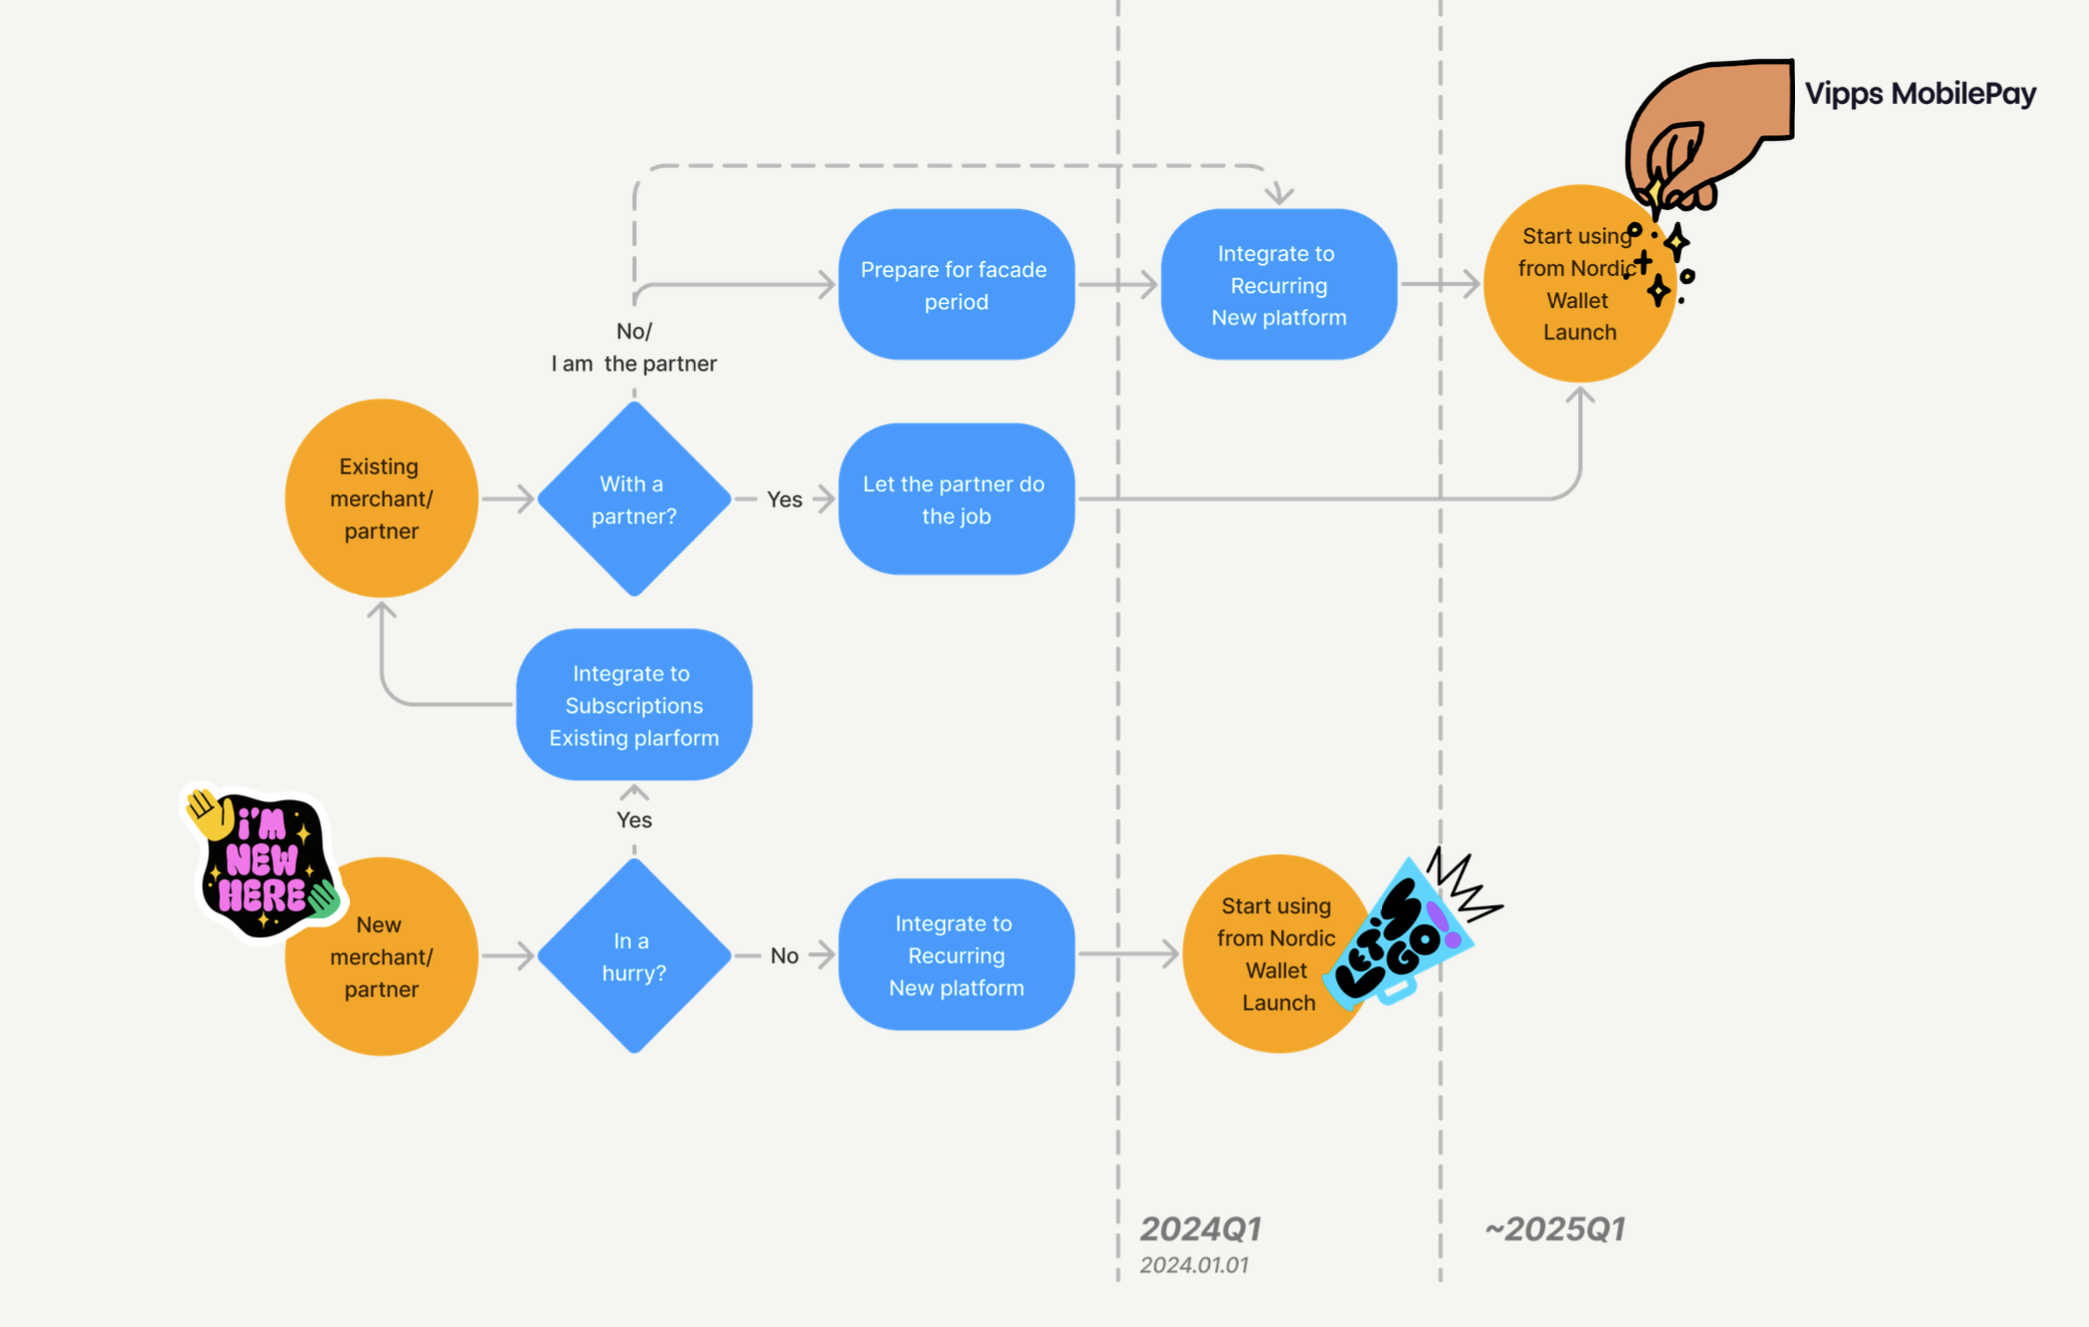 Vipps MobilePay
Start using
from Nordic
Wallet
Launch
Integrate to
Recurring
New platform
Prepare for facade
period
No/
I am  the partner
Existing
merchant/
partner
With a
partner?
Yes
Let the partner do
the job
Integrate to
Subscriptions
Existing plarform
Yes
i'M
NEW
HERE
New
merchant/
partner
In a
hurry?
No
Integrate to
Recurring
New platform
Start using
from Nordic
Wallet
Launch
LET'S
GO!
2024Q1
2024.01.01
~2025Q1